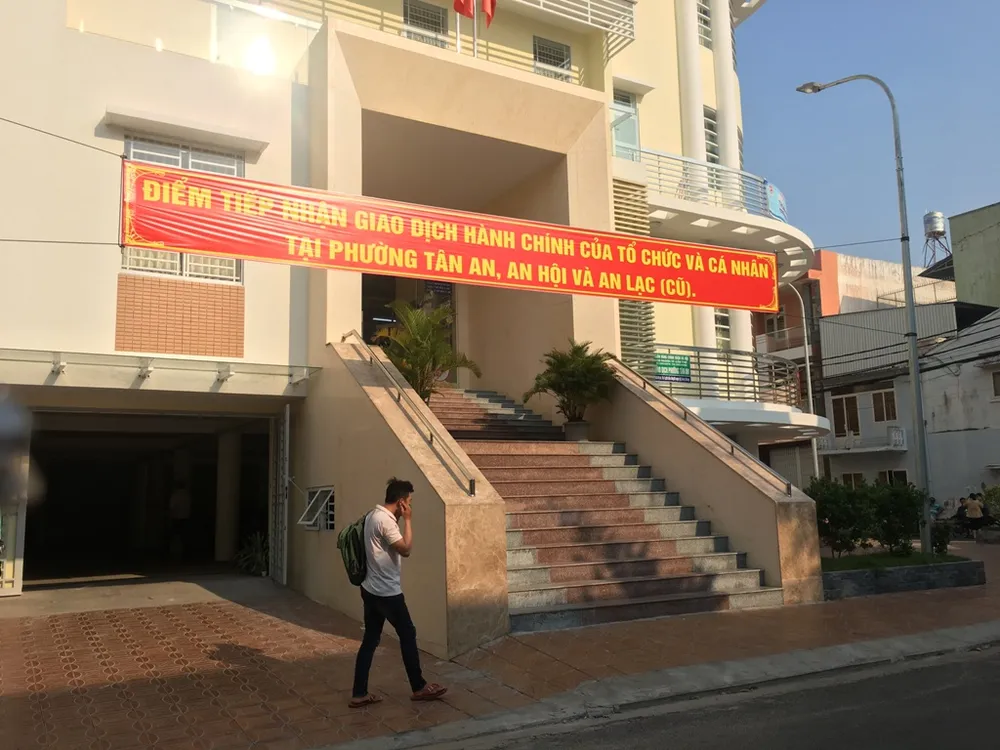 ĐIỂM TIẾP NHẬN GIAO DỊCH HÀNH CHÍNH CỦA TỔ CHỨC VÀ CÁ NHÂN
TẠI PHƯỜNG TÂN AN, AN HỘI VÀ AN LẠC (CŨ).